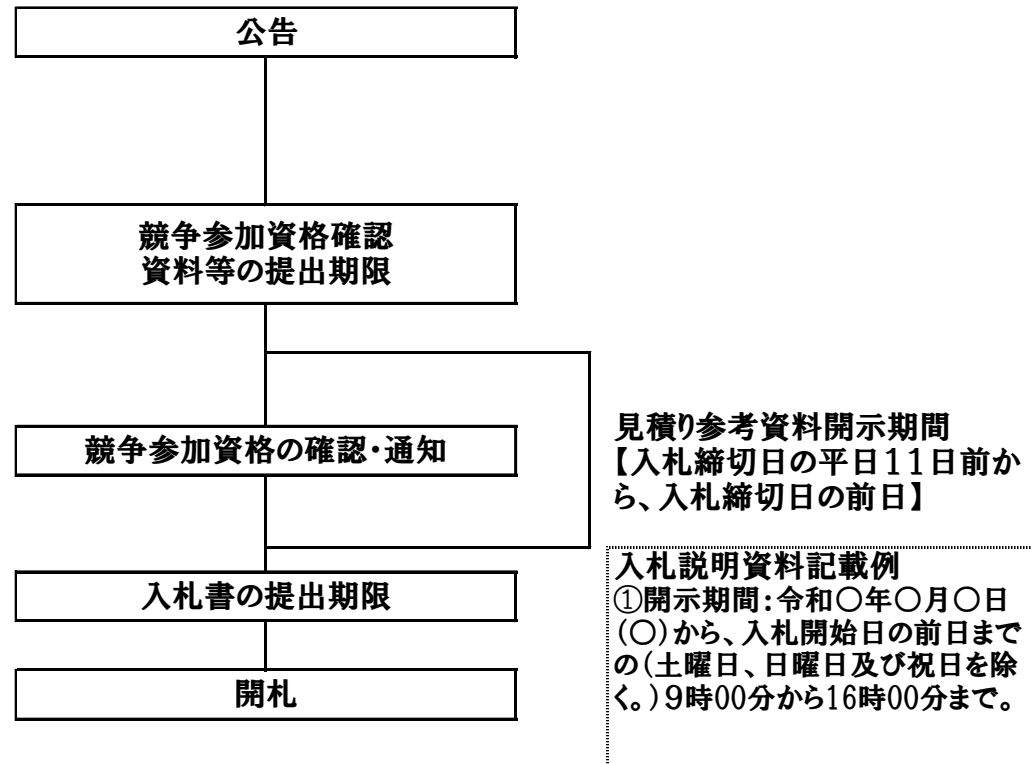 公告
競争参加資格確認
資料等の提出期限
競争参加資格の確認・通知
見積り参考資料開示期間
【入札締切日の平日11日前か
ら、入札締切日の前日】
入札書の提出期限
開札
入札説明資料記載例
①開示期間：令和〇年〇月〇日
(〇)から、入札開始日の前日まで
の(土曜日、日曜日及び祝日を除
く。)9時00分から16時00分まで。